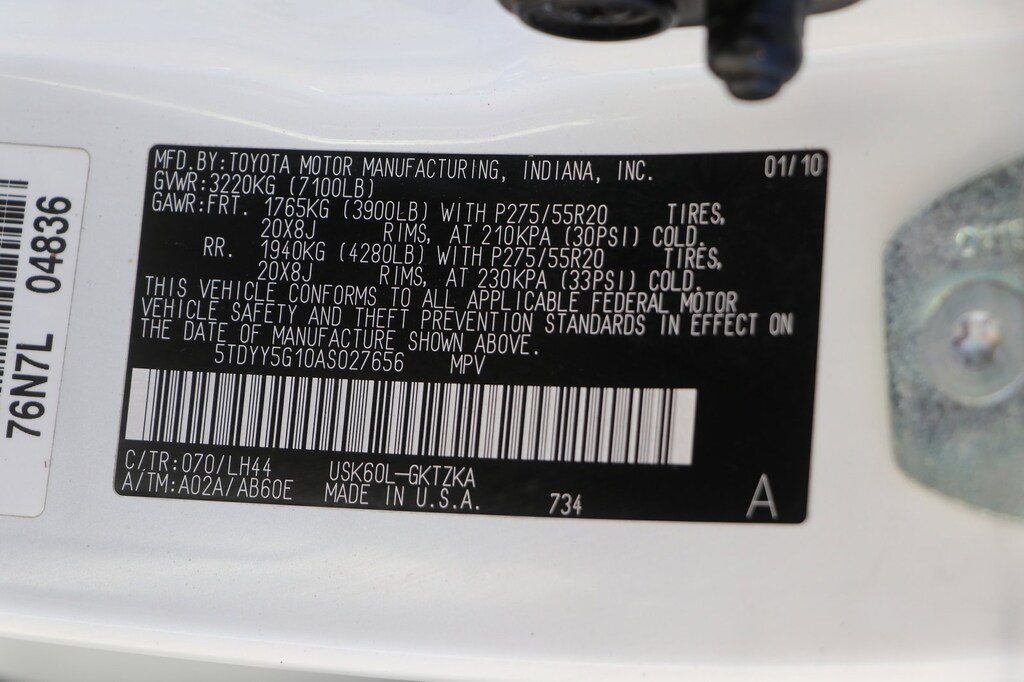 MFD.BY:TOYOTA MOTOR MANUFACTURING, INDIANA, INC. 01/10
GVWR:3220KG (7100LB)
GAWR:FRT. 1765KG (3900LB) WITH P275/55R20 TIRES,
20X8J RIMS, AT 210KPA (30PSI) COLD.
RR. 1940KG (4280LB) WITH P275/55R20 TIRES,
20X8J RIMS, AT 230KPA (33PSI) COLD.
THIS VEHICLE CONFORMS TO ALL APPLICABLE FEDERAL MOTOR
VEHICLE SAFETY AND THEFT PREVENTION STANDARDS IN EFFECT ON
THE DATE OF MANUFACTURE SHOWN ABOVE.
5TDYY5G10AS027656 MPV
C/TR:070/LH44 USK60L-GKTZKA
A/TM:A02A/AB60E MADE IN U.S.A. 734 A
76N7L 04836